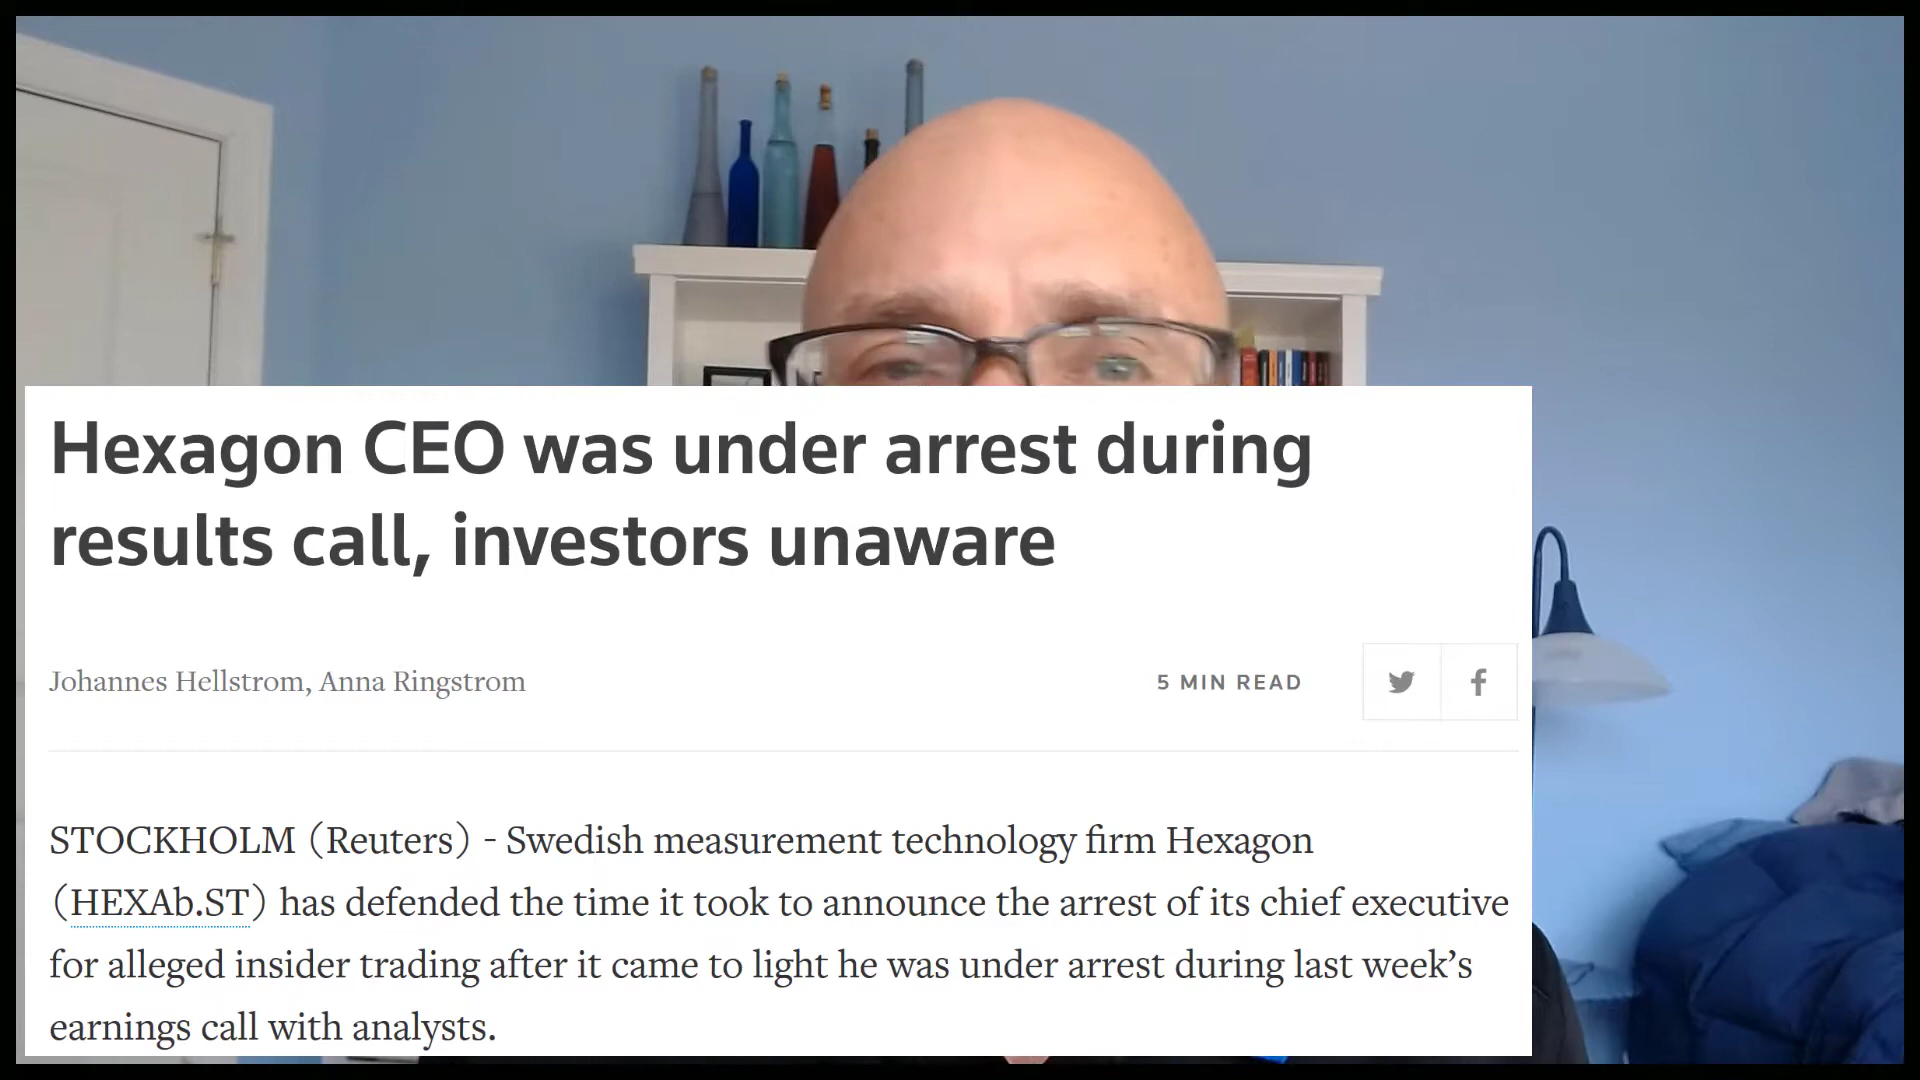 Hexagon CEO was under arrest during
results call, investors unaware
Johannes Hellstrom, Anna Ringstrom
5 MIN READ
STOCKHOLM (Reuters) - Swedish measurement technology firm Hexagon
(HEXAb.ST) has defended the time it took to announce the arrest of its chief executive
for alleged insider trading after it came to light he was under arrest during last week’s
earnings call with analysts.